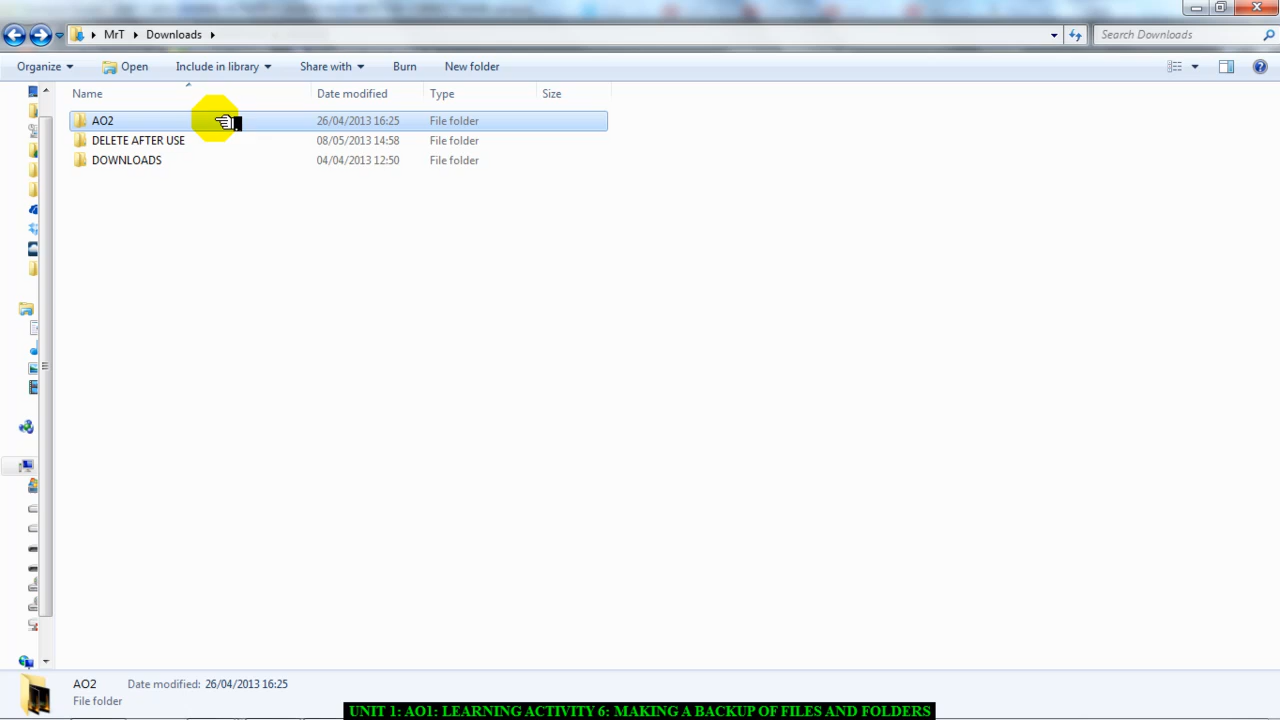 MrT Downloads
Search Downloads
Organize Open Include in library Share with Burn New folder
Name Date modified Type Size
AO2 26/04/2013 16:25 File folder
DELETE AFTER USE 08/05/2013 14:58 File folder
DOWNLOADS 04/04/2013 12:50 File folder
AO2 Date modified: 26/04/2013 16:25
File folder
UNIT 1: AO1: LEARNING ACTIVITY 6: MAKING A BACKUP OF FILES AND FOLDERS